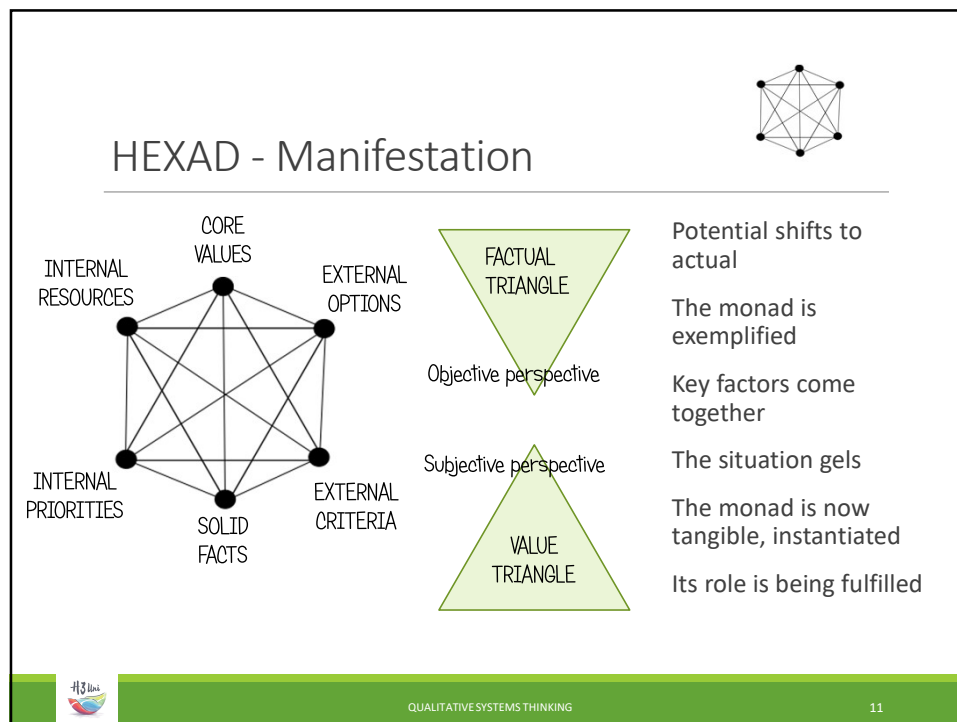 HEXAD - Manifestation
CORE
VALUES
INTERNAL
RESOURCES
EXTERNAL
OPTIONS
INTERNAL
PRIORITIES
SOLID
FACTS
EXTERNAL
CRITERIA
FACTUAL
TRIANGLE
Objective perspective
Subjective perspective
VALUE
TRIANGLE
Potential shifts to
actual
The monad is
exemplified
Key factors come
together
The situation gels
The monad is now
tangible, instantiated
Its role is being fulfilled
H3Uni
QUALITATIVE SYSTEMS THINKING
11